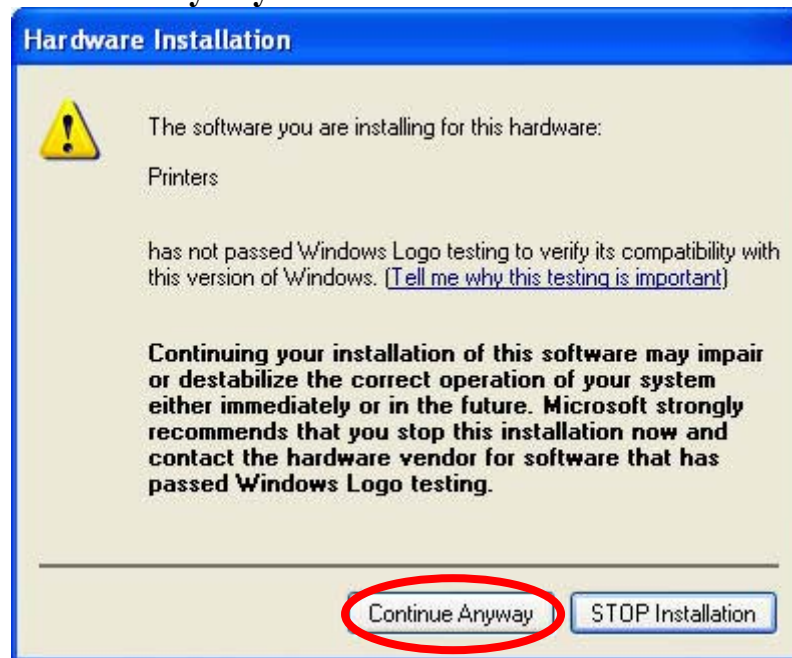 Hardware Installation
The software you are installing for this hardware:
Printers
has not passed Windows Logo testing to verify its compatibility with
this version of Windows. (Tell me why this testing is important)
Continuing your installation of this software may impair
or destabilize the correct operation of your system
either immediately or in the future. Microsoft strongly
recommends that you stop this installation now and
contact the hardware vendor for software that has
passed Windows Logo testing.
Continue Anyway STOP Installation